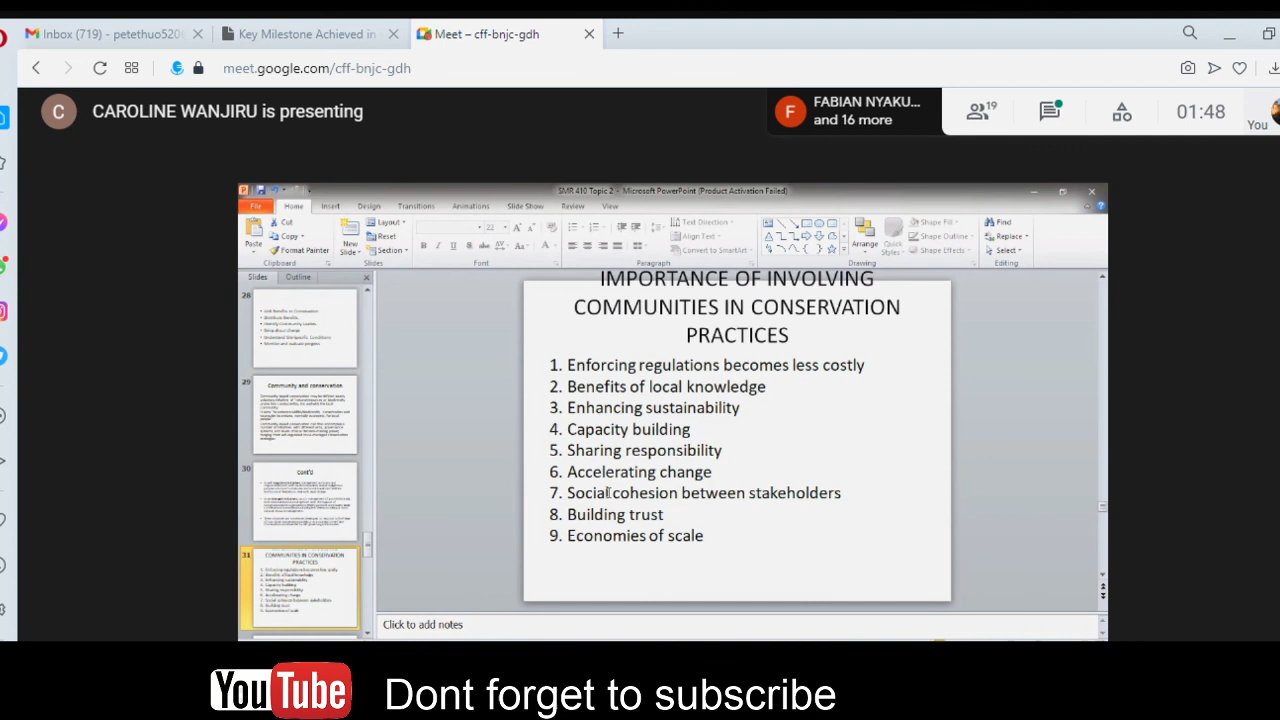 Inbox (719) - petethuo520
Key Milestone Achieved in
Meet – cff-bnjc-gdh
meet.google.com/cff-bnjc-gdh
C
CAROLINE WANJIRU is presenting
F
FABIAN NYAKU...
and 16 more
19
01:48
You
SMR 410 Topic 2 - Microsoft PowerPoint (Product Activation Failed)
File
Home
Insert
Design
Transitions
Animations
Slide Show
Review
View
Paste
Cut
Copy
Format Painter
Clipboard
New
Slide
Layout
Reset
Section
Slides
22
Font
Text Direction
Align Text
Convert to SmartArt
Paragraph
Arrange
Quick
Styles
Shape Fill
Shape Outline
Shape Effects
Drawing
Find
Replace
Select
Editing
Slides
Outline
28
29
Community and conservation
30
cont'd
31
COMMUNITIES IN CONSERVATION
PRACTICES
IMPORTANCE OF INVOLVING
COMMUNITIES IN CONSERVATION
PRACTICES
1. Enforcing regulations becomes less costly
2. Benefits of local knowledge
3. Enhancing sustainability
4. Capacity building
5. Sharing responsibility
6. Accelerating change
7. Social cohesion between stakeholders
8. Building trust
9. Economies of scale
Click to add notes
YouTube
Dont forget to subscribe